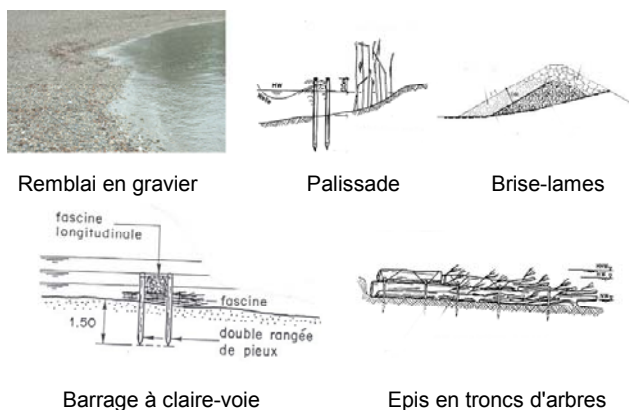 MW
Remblai en gravier
Palissade
Brise-lames
fascine
longitudinale
fascine
1.50
double rangée
de pieux
Barrage à claire-voie
Epis en troncs d'arbres